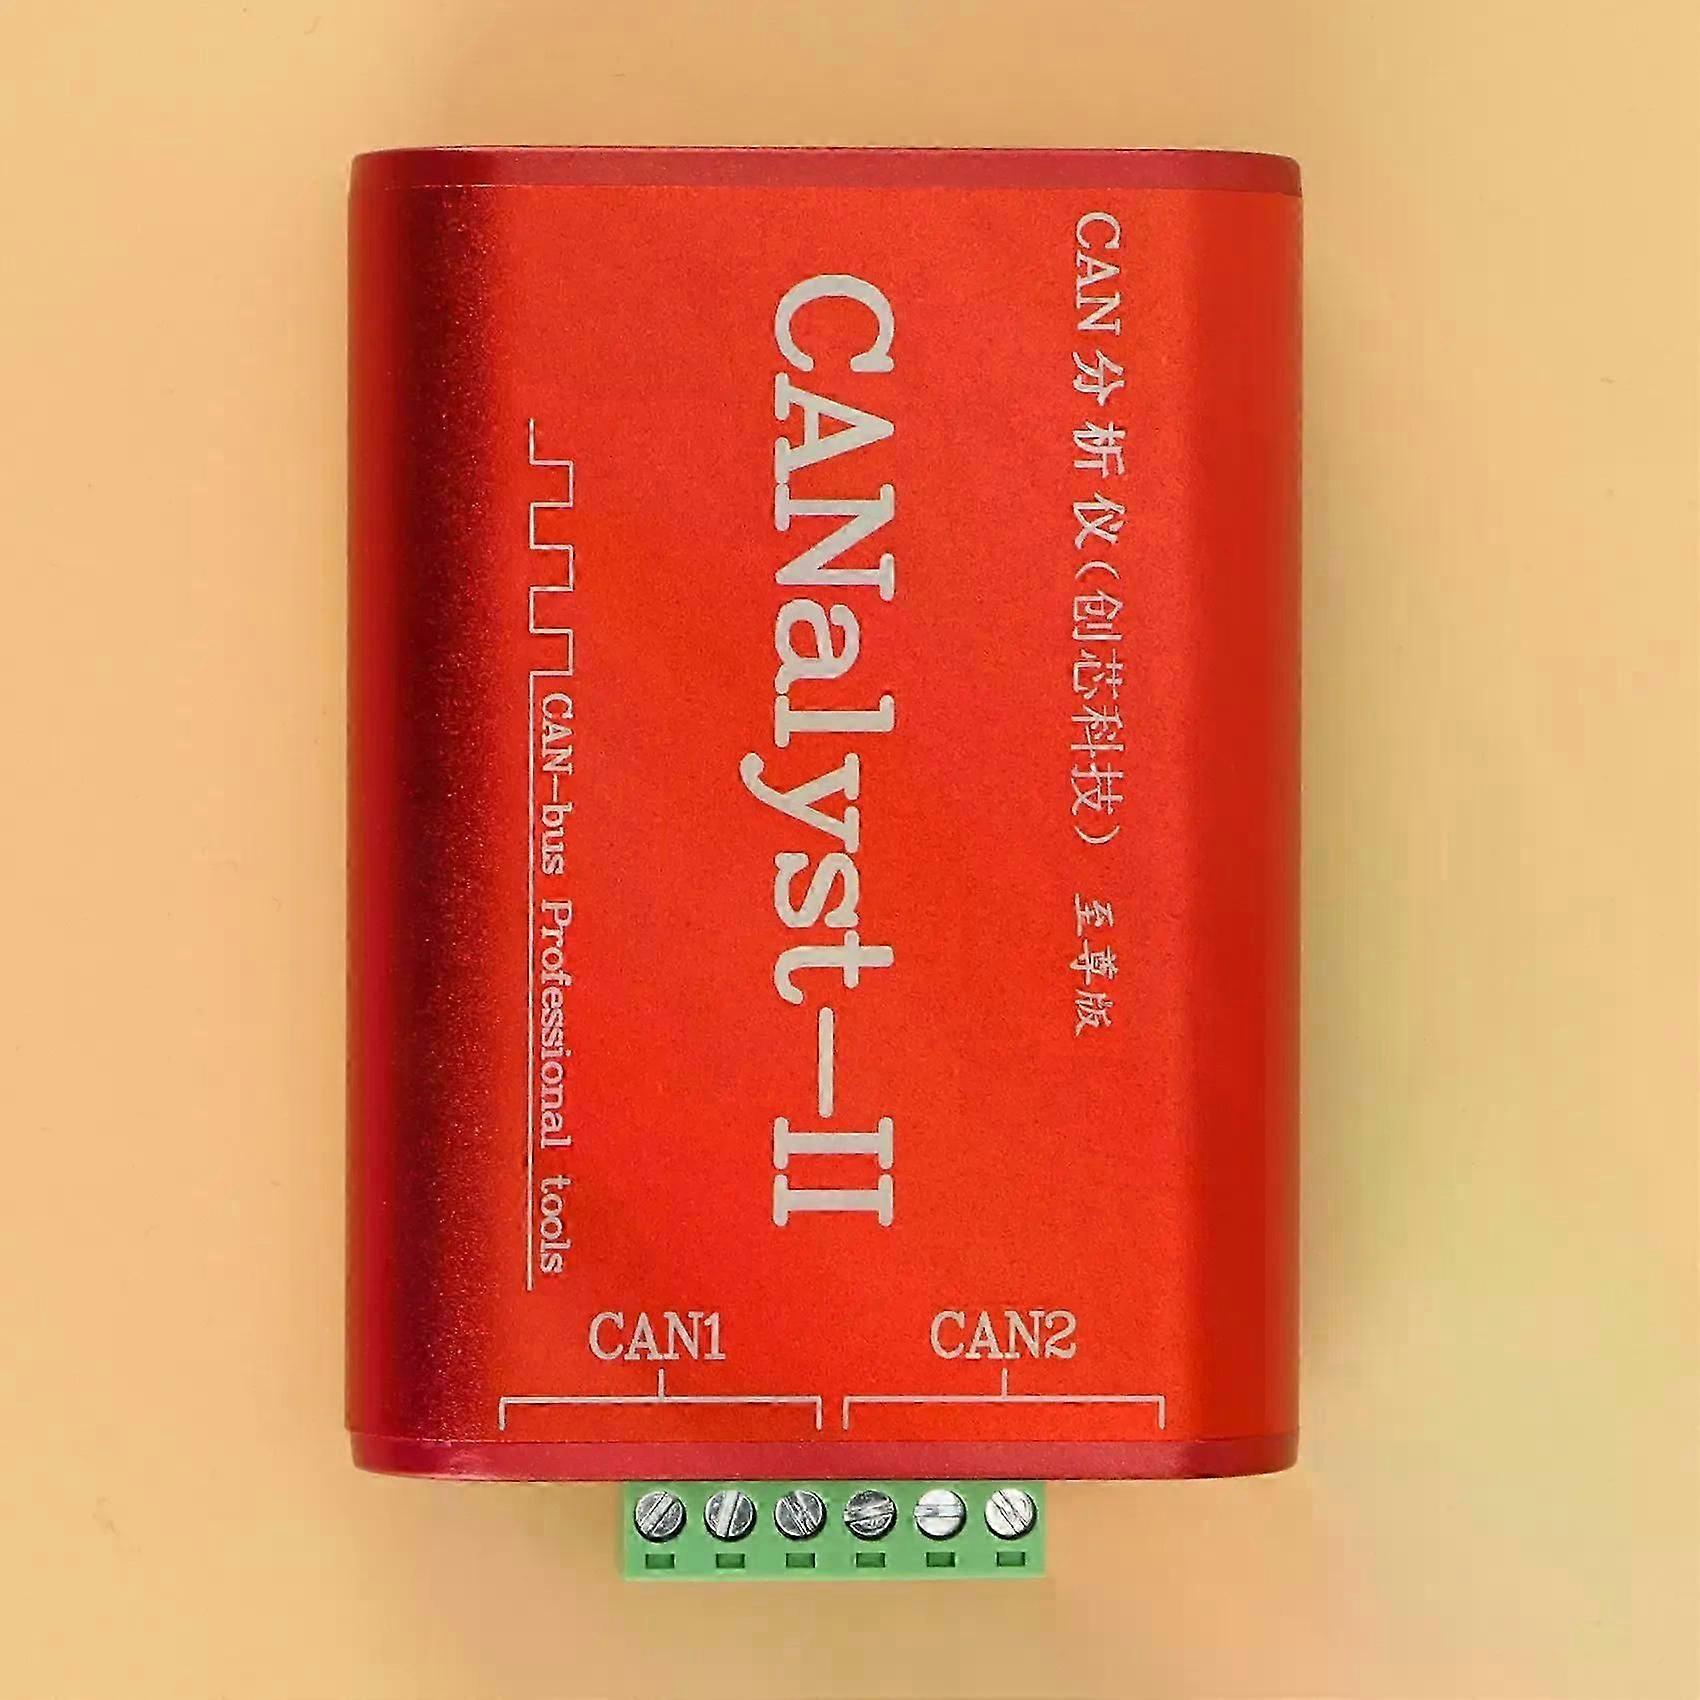 CAN分析仪(创芯科技) 至尊版
CANalyst-II
CAN-bus Professional tools
CAN1
CAN2